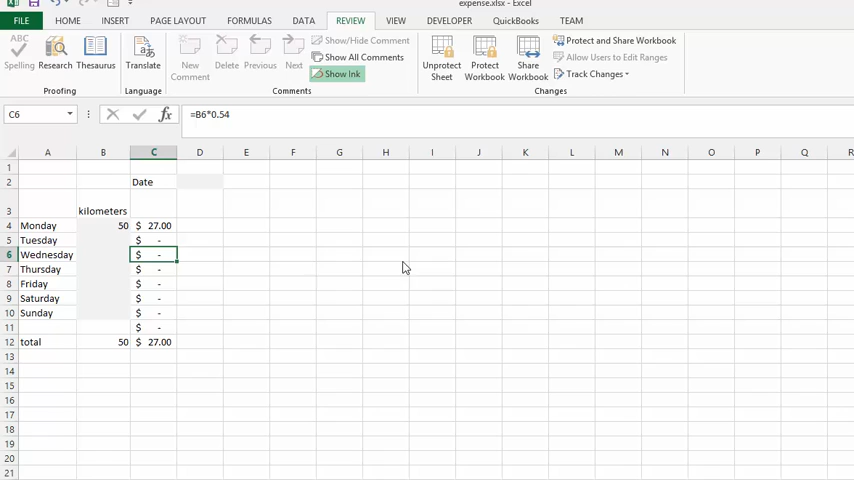 expense.xlsx - Excel
FILE HOME INSERT PAGE LAYOUT FORMULAS DATA REVIEW VIEW DEVELOPER QuickBooks TEAM
ABC
Spelling Research Thesaurus
Proofing
Translate
Language
New Comment Delete Previous Next
Show/Hide Comment
Show All Comments
Show Ink
Comments
Unprotect Sheet Protect Workbook Share Workbook
Protect and Share Workbook
Allow Users to Edit Ranges
Track Changes
Changes
C6 fx =B6*0.54
A B C D E F G H I J K L M N O P Q R
1
2 Date
3 kilometers
4 Monday 50 $ 27.00
5 Tuesday $ -
6 Wednesday $ -
7 Thursday $ -
8 Friday $ -
9 Saturday $ -
10 Sunday $ -
11 $ -
12 total 50 $ 27.00
13
14
15
16
17
18
19
20
21